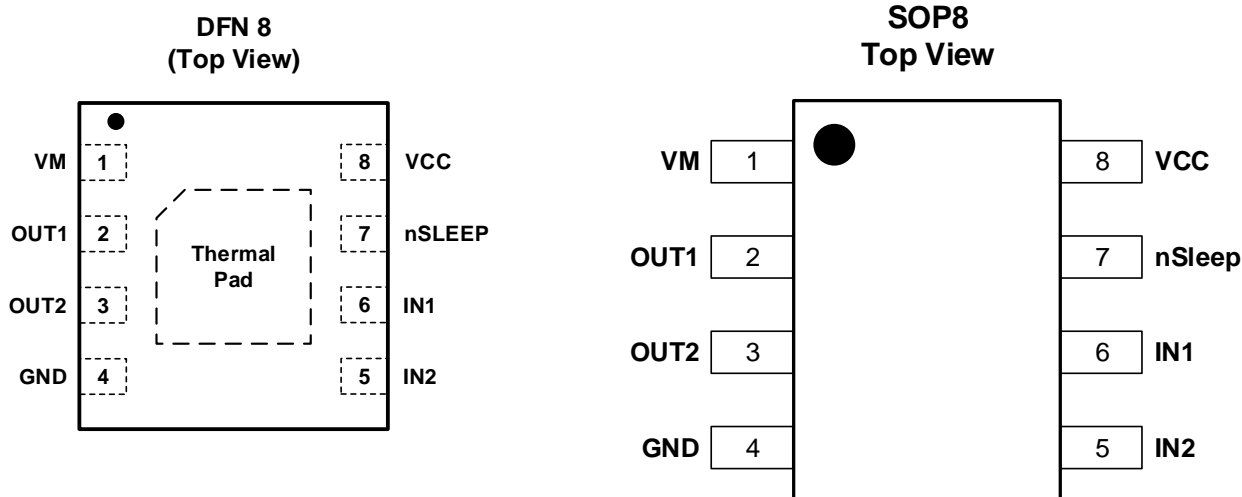 DFN 8
(Top View)
VM 1 8 VCC
OUT1 2 7 nSLEEP
Thermal
Pad
OUT2 3 6 IN1
GND 4 5 IN2
SOP8
Top View
VM 1 8 VCC
OUT1 2 7 nSleep
OUT2 3 6 IN1
GND 4 5 IN2